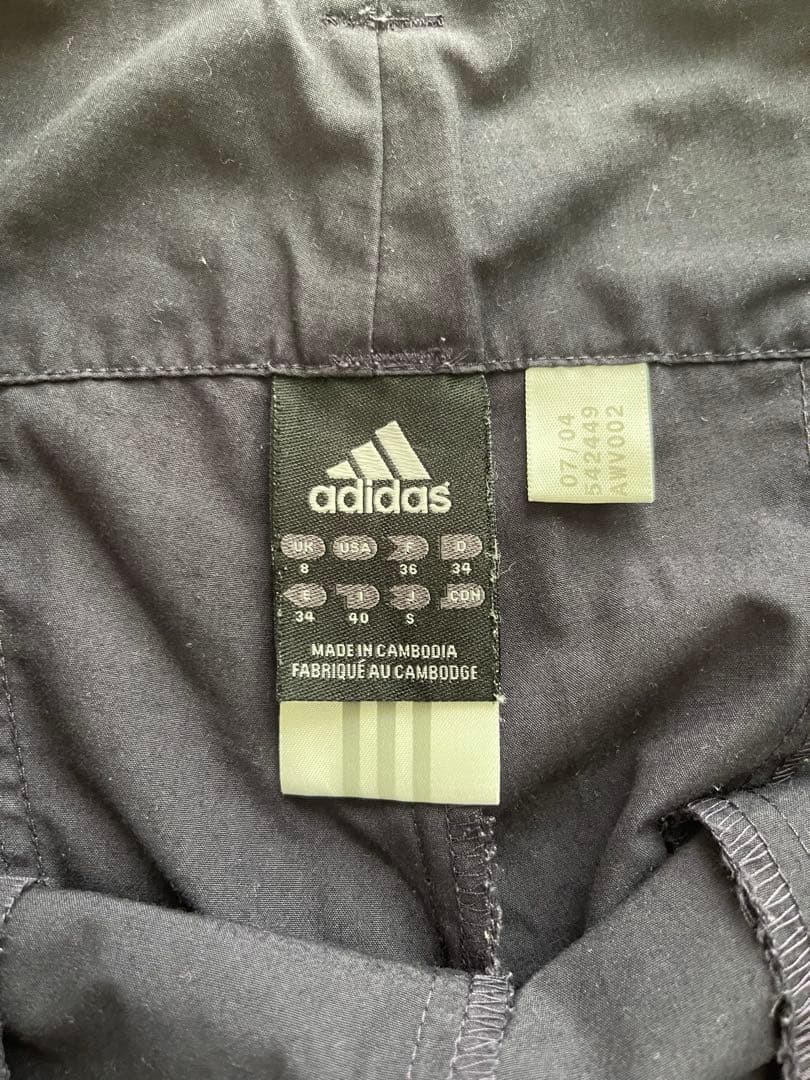 adidas
UK USA F D
8 36 34
E I J CDN
34 40 S
MADE IN CAMBODIA
FABRIQUÉ AU CAMBODGE
07/04
542449
AWV002